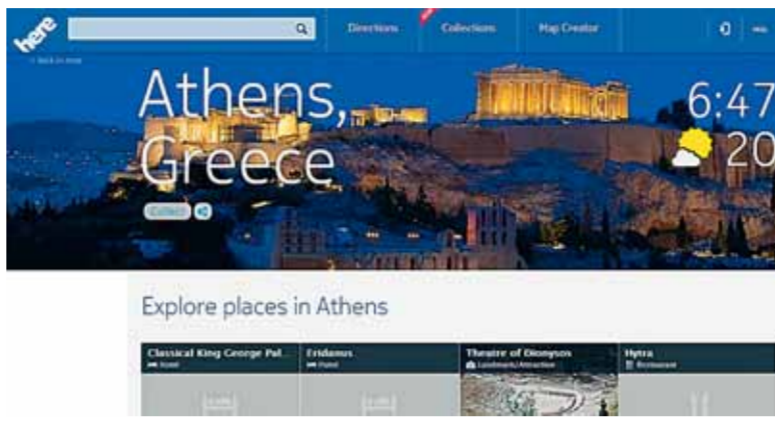 here
Directions
Collections
Map Creator
< Back to map
Athens,
Greece
6:47
20
Collect
Explore places in Athens
Classical King George Pal...
Hotel
Eridanus
Hotel
Theatre of Dionysos
Landmark/Attraction
Hytra
Restaurant